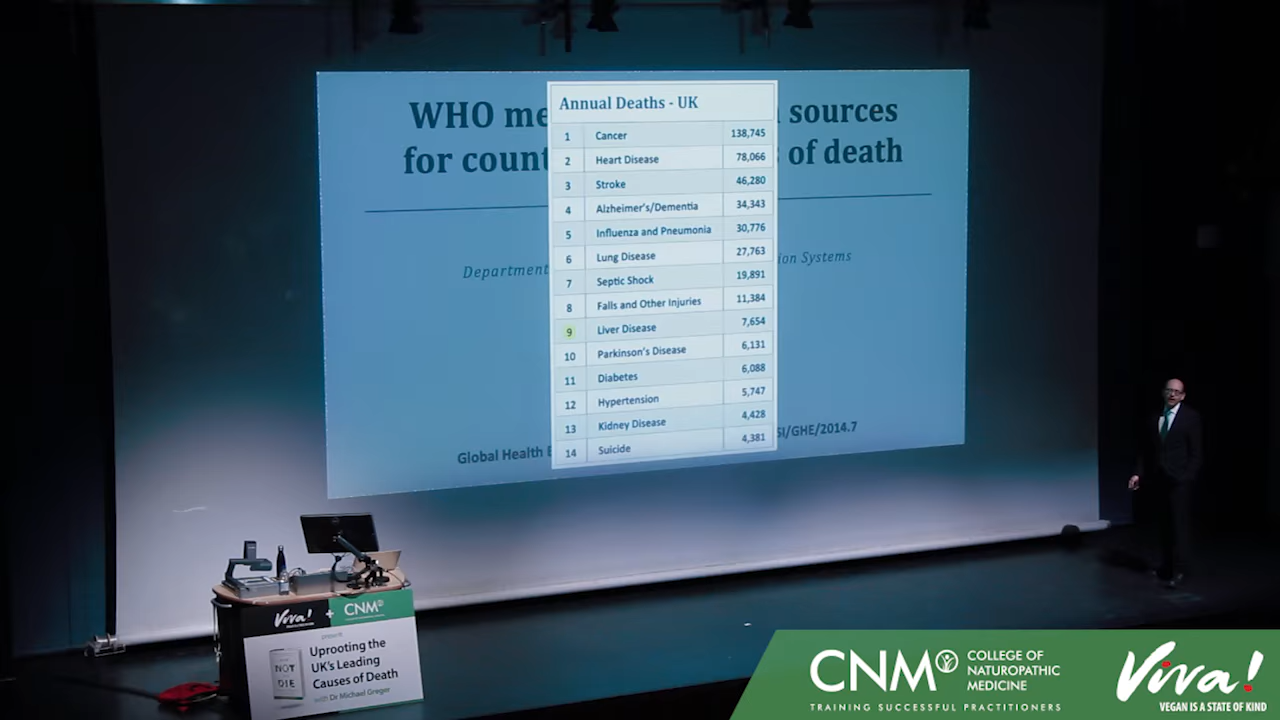 WHO me
sources
for count
of death
Department
ion Systems
Global Health E
SI/GHE/2014.7
Annual Deaths - UK
1 Cancer 138,745
2 Heart Disease 78,066
3 Stroke 46,280
4 Alzheimer's/Dementia 34,343
5 Influenza and Pneumonia 30,776
6 Lung Disease 27,763
7 Septic Shock 19,891
8 Falls and Other Injuries 11,384
9 Liver Disease 7,654
10 Parkinson's Disease 6,131
11 Diabetes 6,088
12 Hypertension 5,747
13 Kidney Disease 4,428
14 Suicide 4,381
Viva! + CNM
present
Uprooting the
UK's Leading
Causes of Death
with Dr Michael Greger
NOT
DIE
CNM
COLLEGE OF
NATUROPATHIC
MEDICINE
TRAINING SUCCESSFUL PRACTITIONERS
Viva!
VEGAN IS A STATE OF KIND